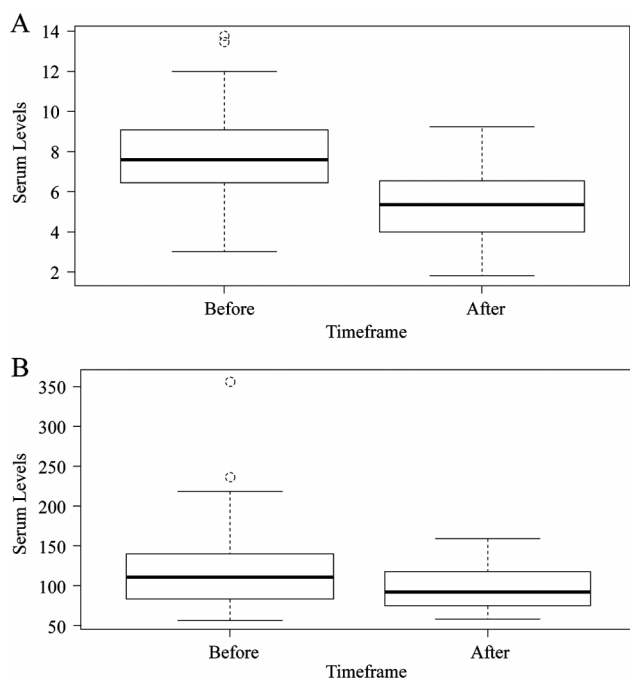 A
14
12
10
8
6
4
2
Serum Levels
Before
After
Timeframe
B
350
300
250
200
150
100
50
Serum Levels
Before
After
Timeframe